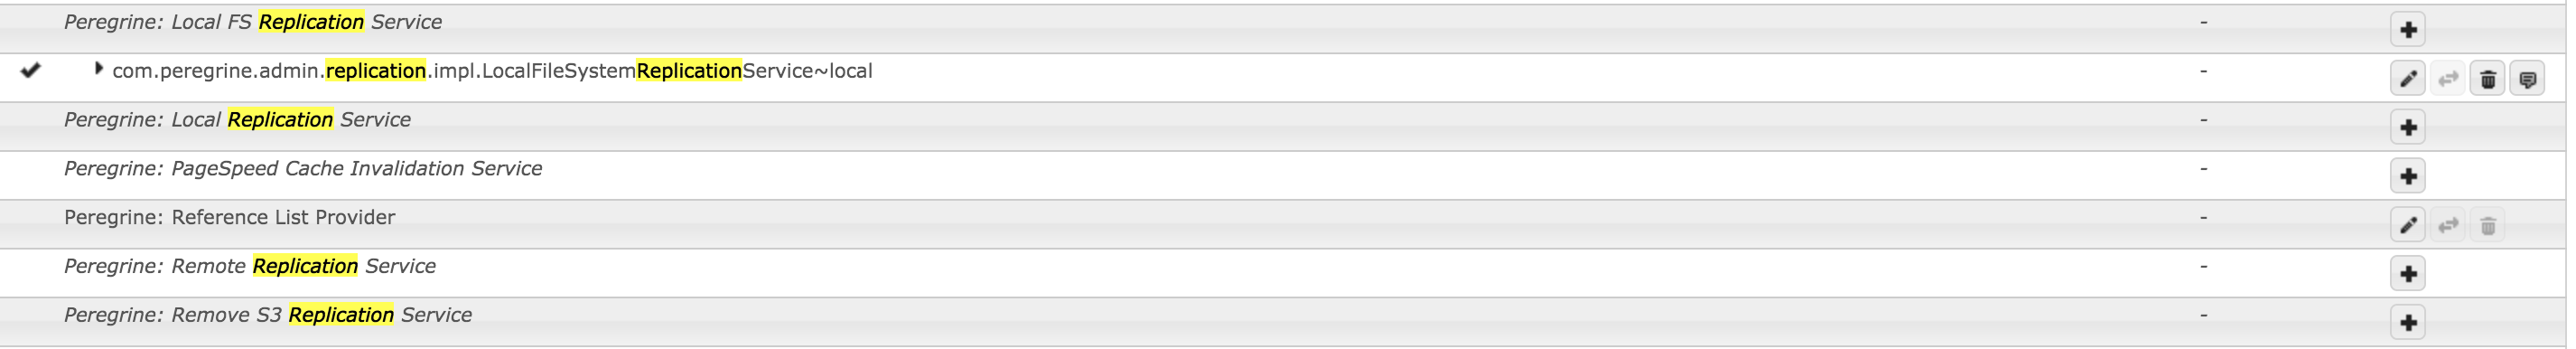 Peregrine: Local FS Replication Service -
com.peregrine.admin.replication.impl.LocalFileSystemReplicationService~local -
Peregrine: Local Replication Service -
Peregrine: PageSpeed Cache Invalidation Service -
Peregrine: Reference List Provider -
Peregrine: Remote Replication Service -
Peregrine: Remove S3 Replication Service -